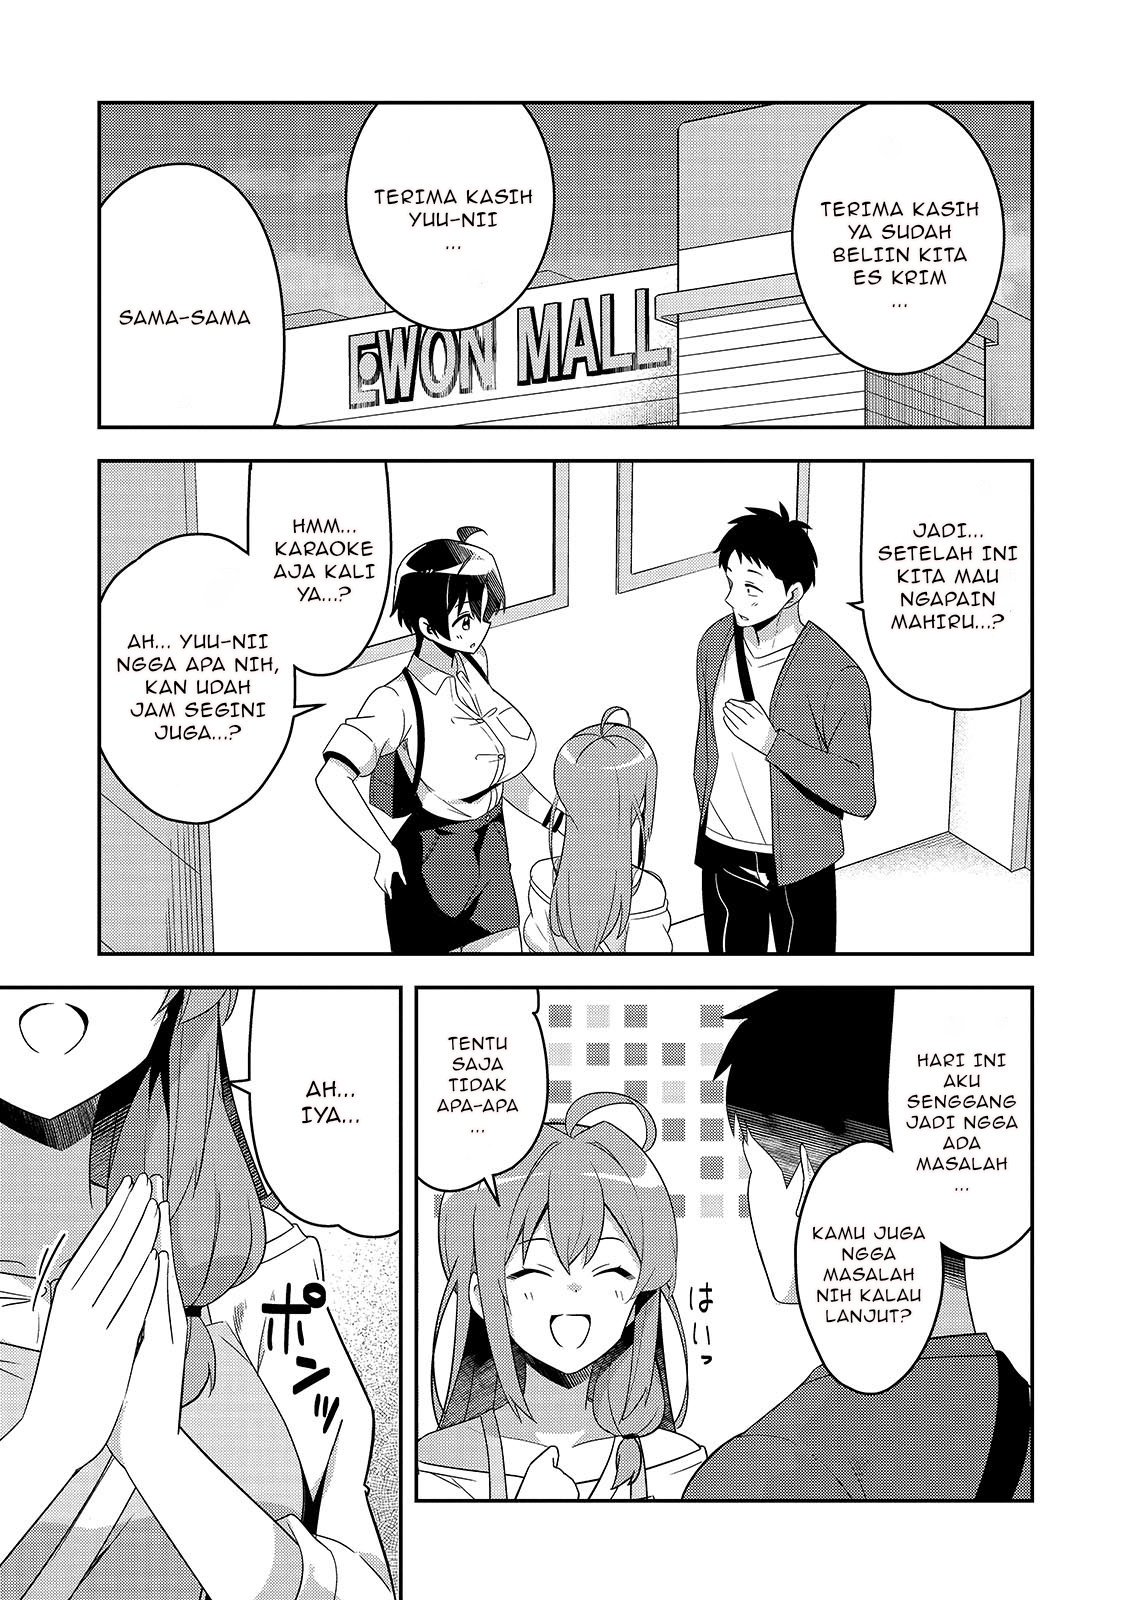 TERIMA KASIH
YA SUDAH
BELIIN KITA
ES KRIM
...
TERIMA KASIH
YUU-NII
...
SAMA-SAMA
EWON MALL
JADI...
SETELAH INI
KITA MAU
NGAPAIN
MAHIRU...?
HMM...
KARAOKE
AJA KALI
YA...?
AH... YUU-NII
NGGA APA NIH,
KAN UDAH
JAM SEGINI
JUGA...?
HARI INI
AKU
SENGGANG
JADI NGGA
ADA
MASALAH
...
KAMU JUGA
NGGA
MASALAH
NIH KALAU
LANJUT?
TENTU
SAJA
TIDAK
APA-APA
...
はいっ
AH...
IYA...
ポンッ